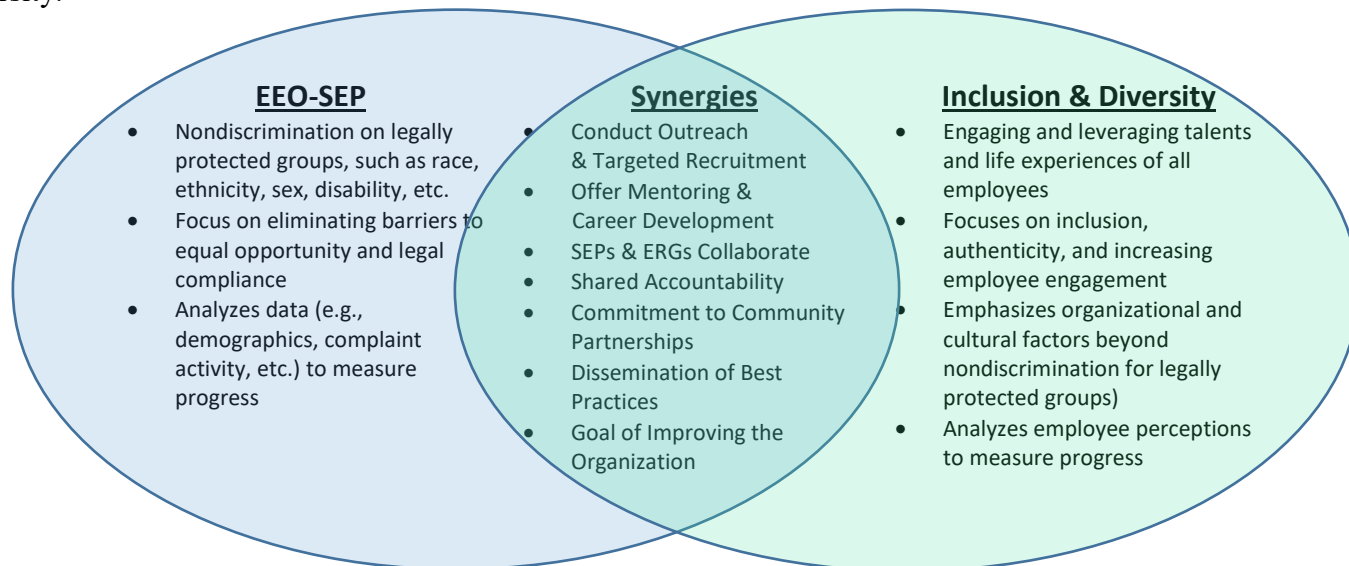 EEO-SEP
• Nondiscrimination on legally
protected groups, such as race,
ethnicity, sex, disability, etc.
• Focus on eliminating barriers to
equal opportunity and legal
compliance
• Analyzes data (e.g.,
demographics, complaint
activity, etc.) to measure
progress
Synergies
• Conduct Outreach
& Targeted Recruitment
• Offer Mentoring &
Career Development
• SEPs & ERGs Collaborate
• Shared Accountability
• Commitment to Community
Partnerships
• Dissemination of Best
Practices
• Goal of Improving the
Organization
Inclusion & Diversity
• Engaging and leveraging talents
and life experiences of all
employees
• Focuses on inclusion,
authenticity, and increasing
employee engagement
• Emphasizes organizational and
cultural factors beyond
nondiscrimination for legally
protected groups)
• Analyzes employee perceptions
to measure progress